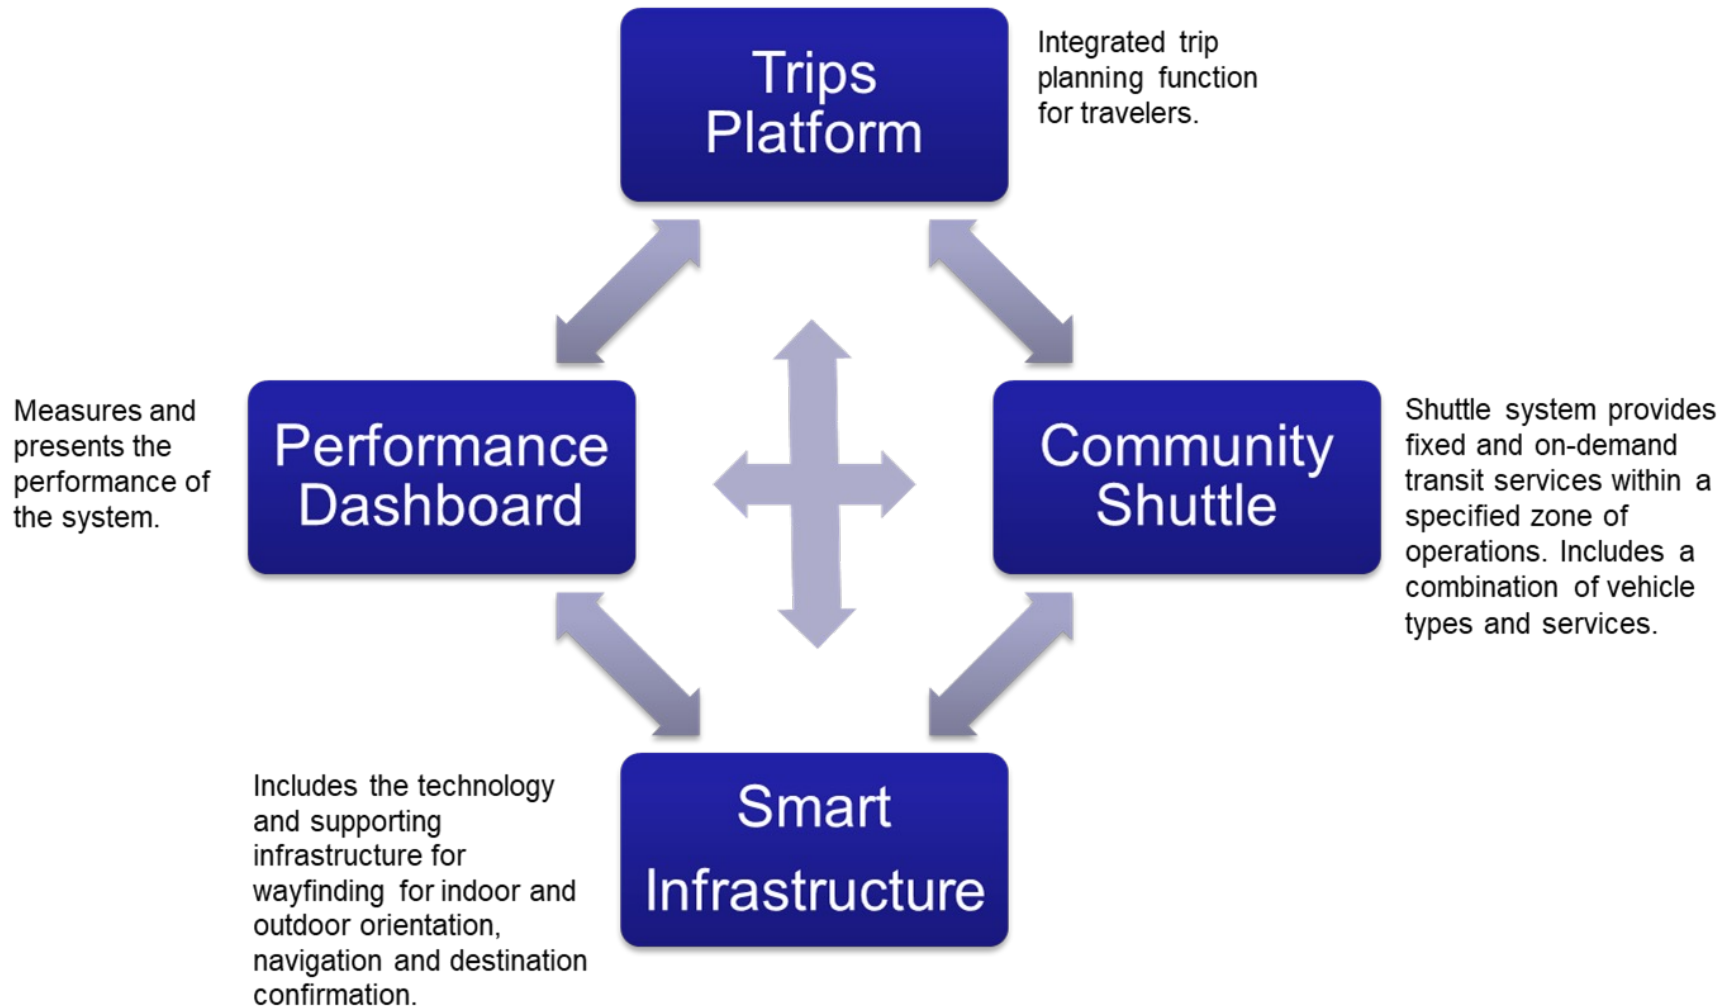 Trips
Platform
Integrated trip
planning function
for travelers.
Measures and
presents the
performance of
the system.
Performance
Dashboard
Community
Shuttle
Shuttle system provides
fixed and on-demand
transit services within a
specified zone of
operations. Includes a
combination of vehicle
types and services.
Includes the technology
and supporting
infrastructure for
wayfinding for indoor and
outdoor orientation,
navigation and destination
confirmation.
Smart
Infrastructure